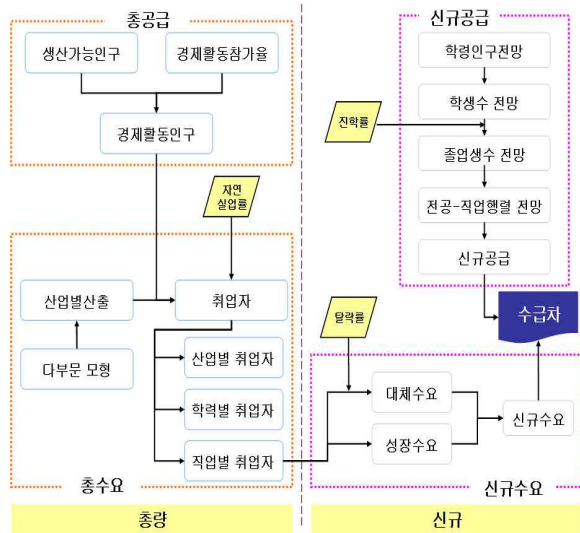 총공급
생산가능인구
경제활동참가율
경제활동인구
자연
실업률
산업별산출
취업자
다부문 모형
산업별 취업자
학력별 취업자
직업별 취업자
총수요
총량
신규공급
학령인구전망
학생수 전망
진학률
졸업생수 전망
전공-직업행렬 전망
신규공급
수급차
탈락률
대체수요
성장수요
신규수요
신규수요
신규